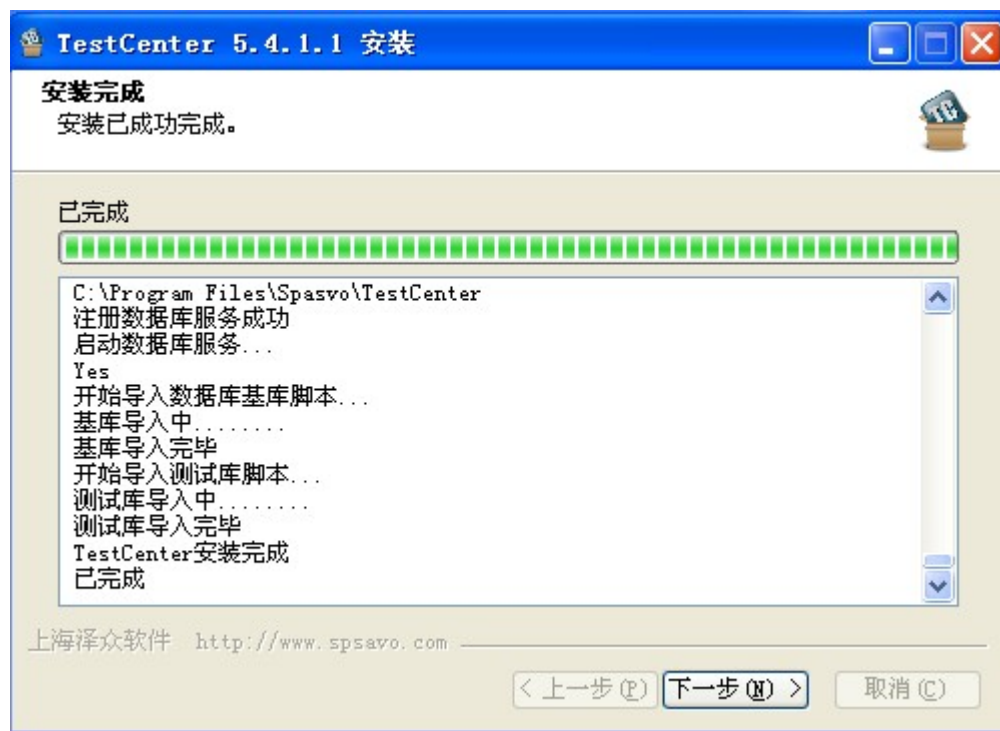 TestCenter 5.4.1.1 安装
安装完成
安装已成功完成。
TC
已完成
C:\Program Files\Spasvo\TestCenter
注册数据库服务成功
启动数据库服务...
Yes
开始导入数据库基库脚本...
基库导入中........
基库导入完毕
开始导入测试库脚本...
测试库导入中........
测试库导入完毕
TestCenter安装完成
已完成
上海泽众软件 http://www.spsavo.com
< 上一步(P) 下一步(N) > 取消(C)